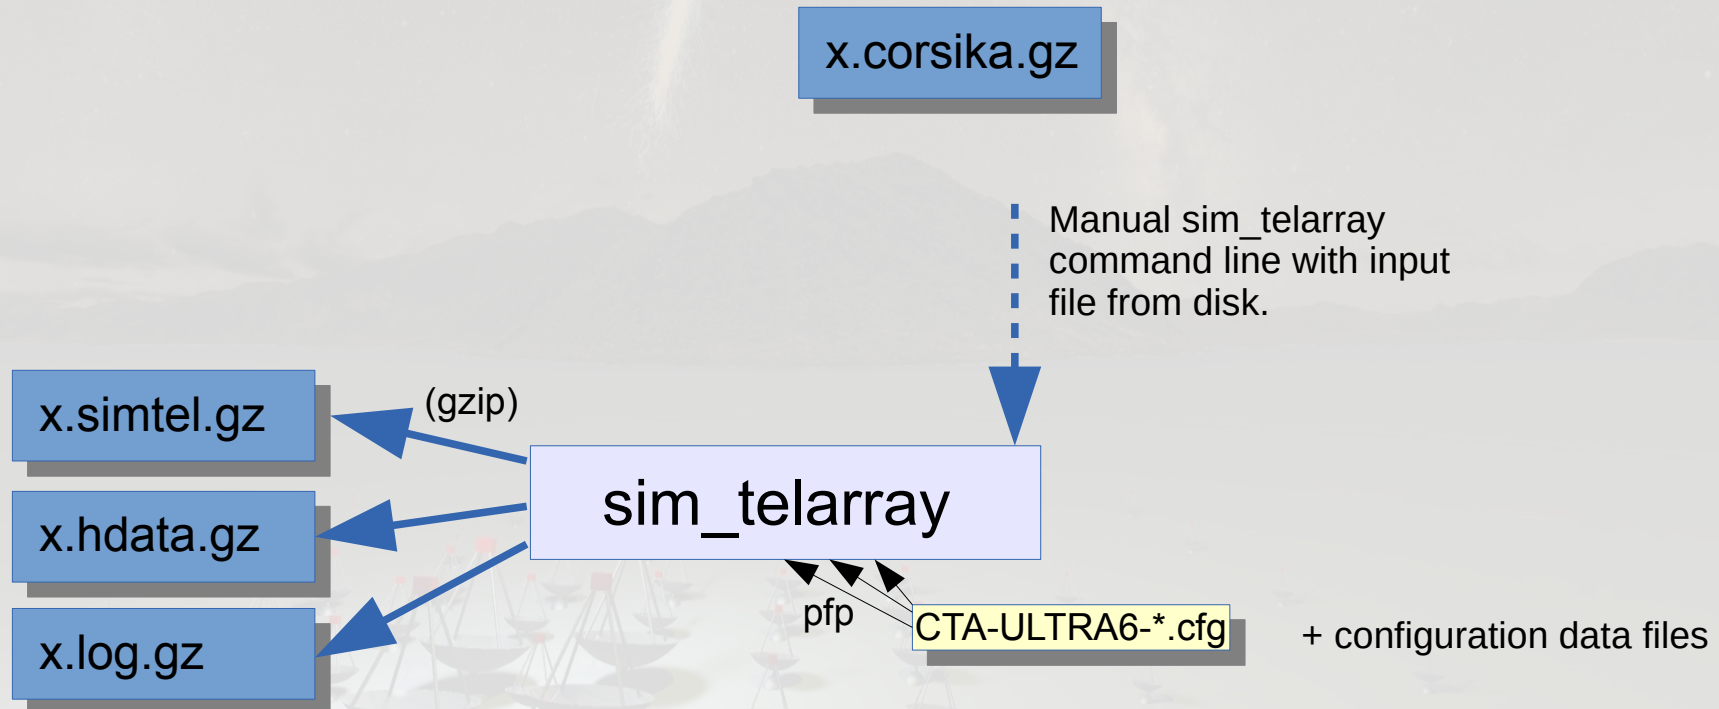 x.corsika.gz
Manual sim_telarray
command line with input
file from disk.
x.simtel.gz
(gzip)
sim_telarray
x.hdata.gz
pfp
CTA-ULTRA6-*.cfg
+ configuration data files
x.log.gz